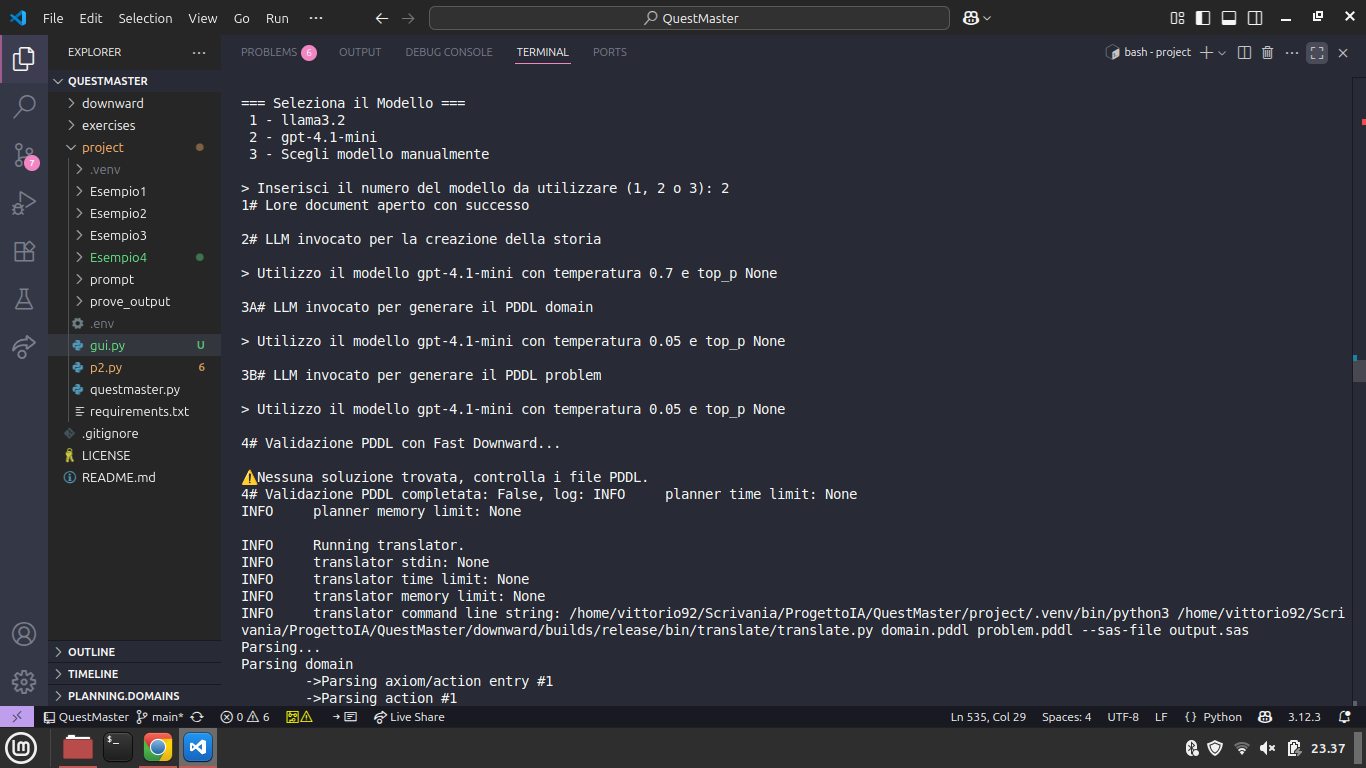 File Edit Selection View Go Run ··· QuestMaster
EXPLORER ···
QUESTMASTER
downward
exercises
project
.venv
Esempio1
Esempio2
Esempio3
Esempio4
prompt
prove_output
.env
gui.py U
p2.py 6
questmaster.py
requirements.txt
.gitignore
LICENSE
README.md
OUTLINE
TIMELINE
PLANNING.DOMAINS
7
PROBLEMS 6 OUTPUT DEBUG CONSOLE TERMINAL PORTS bash - project
=== Seleziona il Modello ===
1 - llama3.2
2 - gpt-4.1-mini
3 - Scegli modello manualmente
> Inserisci il numero del modello da utilizzare (1, 2 o 3): 2
1# Lore document aperto con successo
2# LLM invocato per la creazione della storia
> Utilizzo il modello gpt-4.1-mini con temperatura 0.7 e top_p None
3A# LLM invocato per generare il PDDL domain
> Utilizzo il modello gpt-4.1-mini con temperatura 0.05 e top_p None
3B# LLM invocato per generare il PDDL problem
> Utilizzo il modello gpt-4.1-mini con temperatura 0.05 e top_p None
4# Validazione PDDL con Fast Downward...
⚠️Nessuna soluzione trovata, controlla i file PDDL.
4# Validazione PDDL completata: False, log: INFO     planner time limit: None
INFO     planner memory limit: None
INFO     Running translator.
INFO     translator stdin: None
INFO     translator time limit: None
INFO     translator memory limit: None
INFO     translator command line string: /home/vittorio92/Scrivania/ProgettoIA/QuestMaster/project/.venv/bin/python3 /home/vittorio92/Scri
vania/ProgettoIA/QuestMaster/downward/builds/release/bin/translate/translate.py domain.pddl problem.pddl --sas-file output.sas
Parsing...
Parsing domain
->Parsing axiom/action entry #1
->Parsing action #1
QuestMaster main* 0 6 Live Share Ln 535, Col 29 Spaces: 4 UTF-8 LF {} Python 3.12.3
23.37